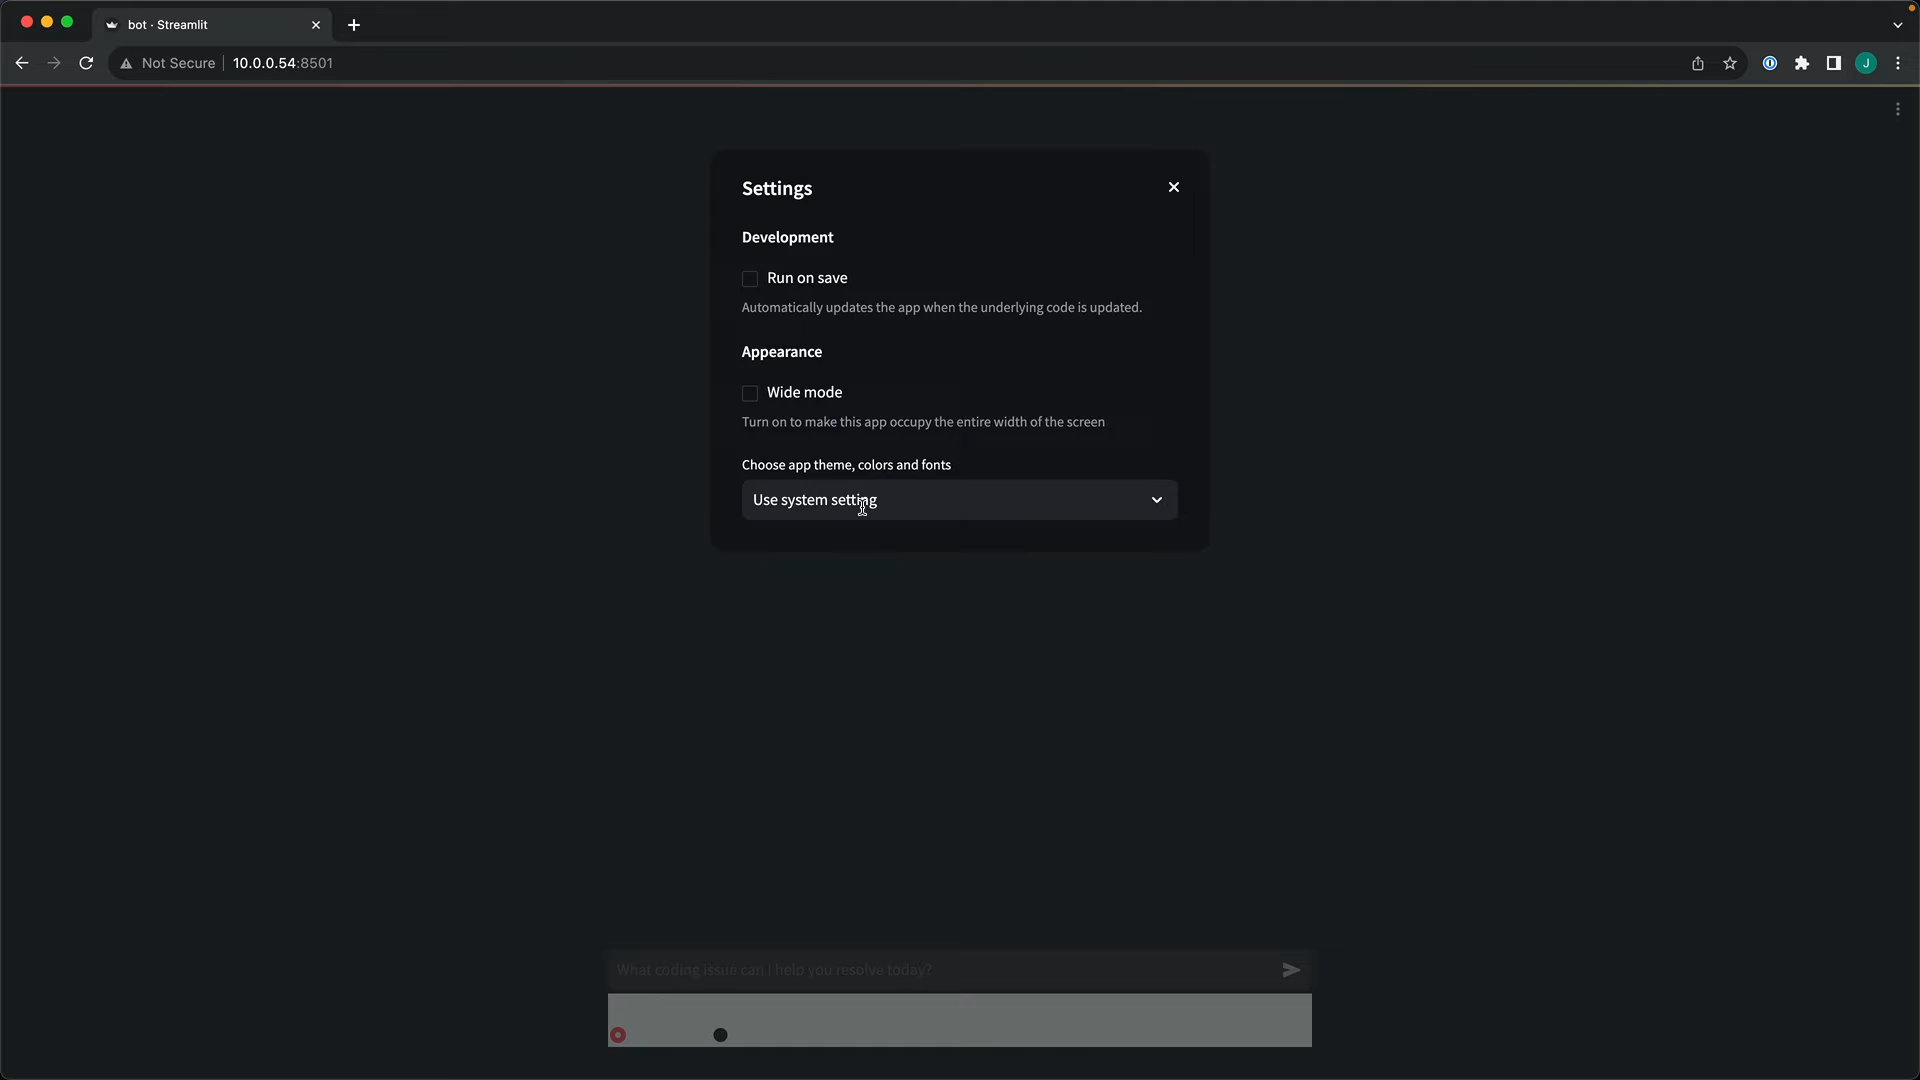 bot · Streamlit
Not Secure
10.0.0.54:8501
J
Settings
Development
Run on save
Automatically updates the app when the underlying code is updated.
Appearance
Wide mode
Turn on to make this app occupy the entire width of the screen
Choose app theme, colors and fonts
Use system setting
What coding issue can I help you resolve today?